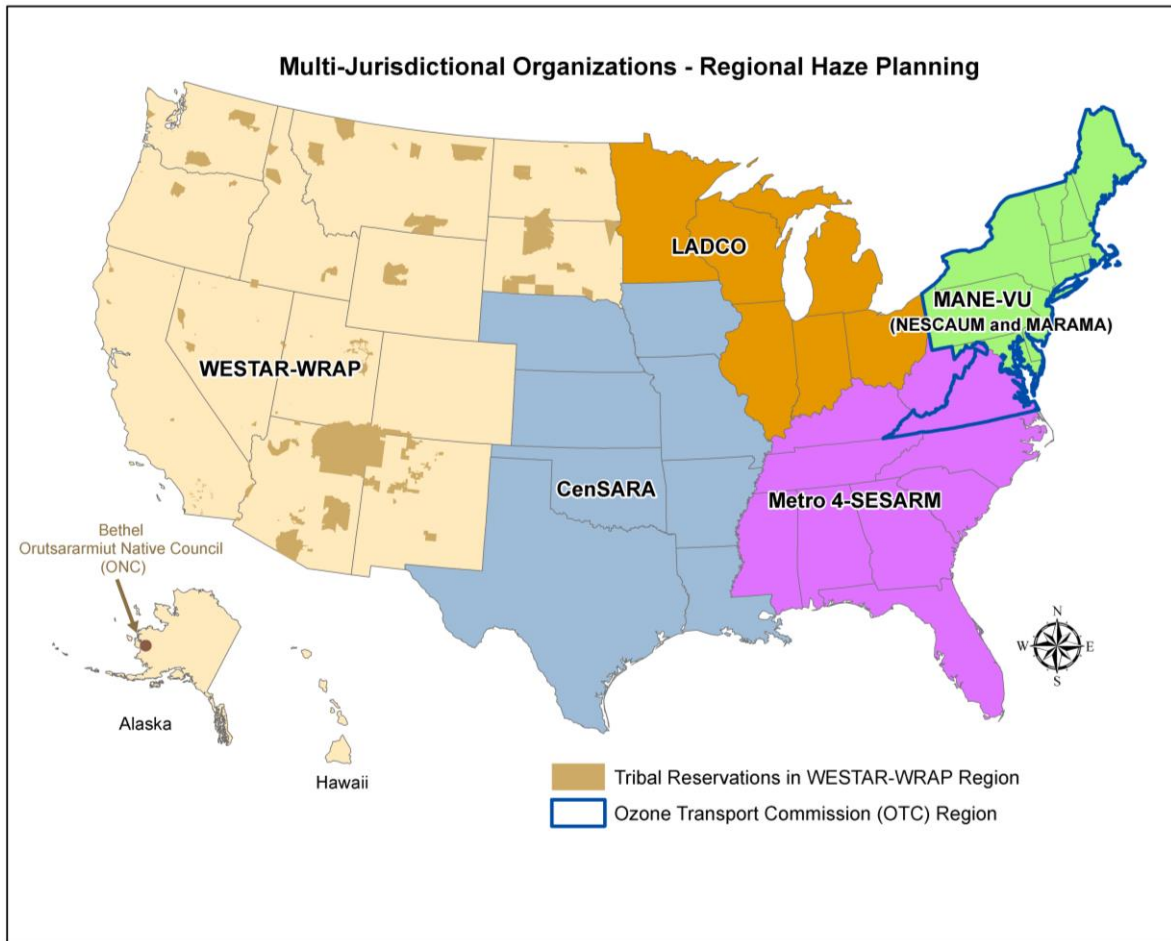 Multi-Jurisdictional Organizations - Regional Haze Planning
LADCO
MANE-VU
(NESCAUM and MARAMA)
WESTAR-WRAP
CenSARA
Metro 4-SESARM
Bethel
Orutsararmiut Native Council
(ONC)
N
W
E
S
Alaska
Hawaii
Tribal Reservations in WESTAR-WRAP Region
Ozone Transport Commission (OTC) Region